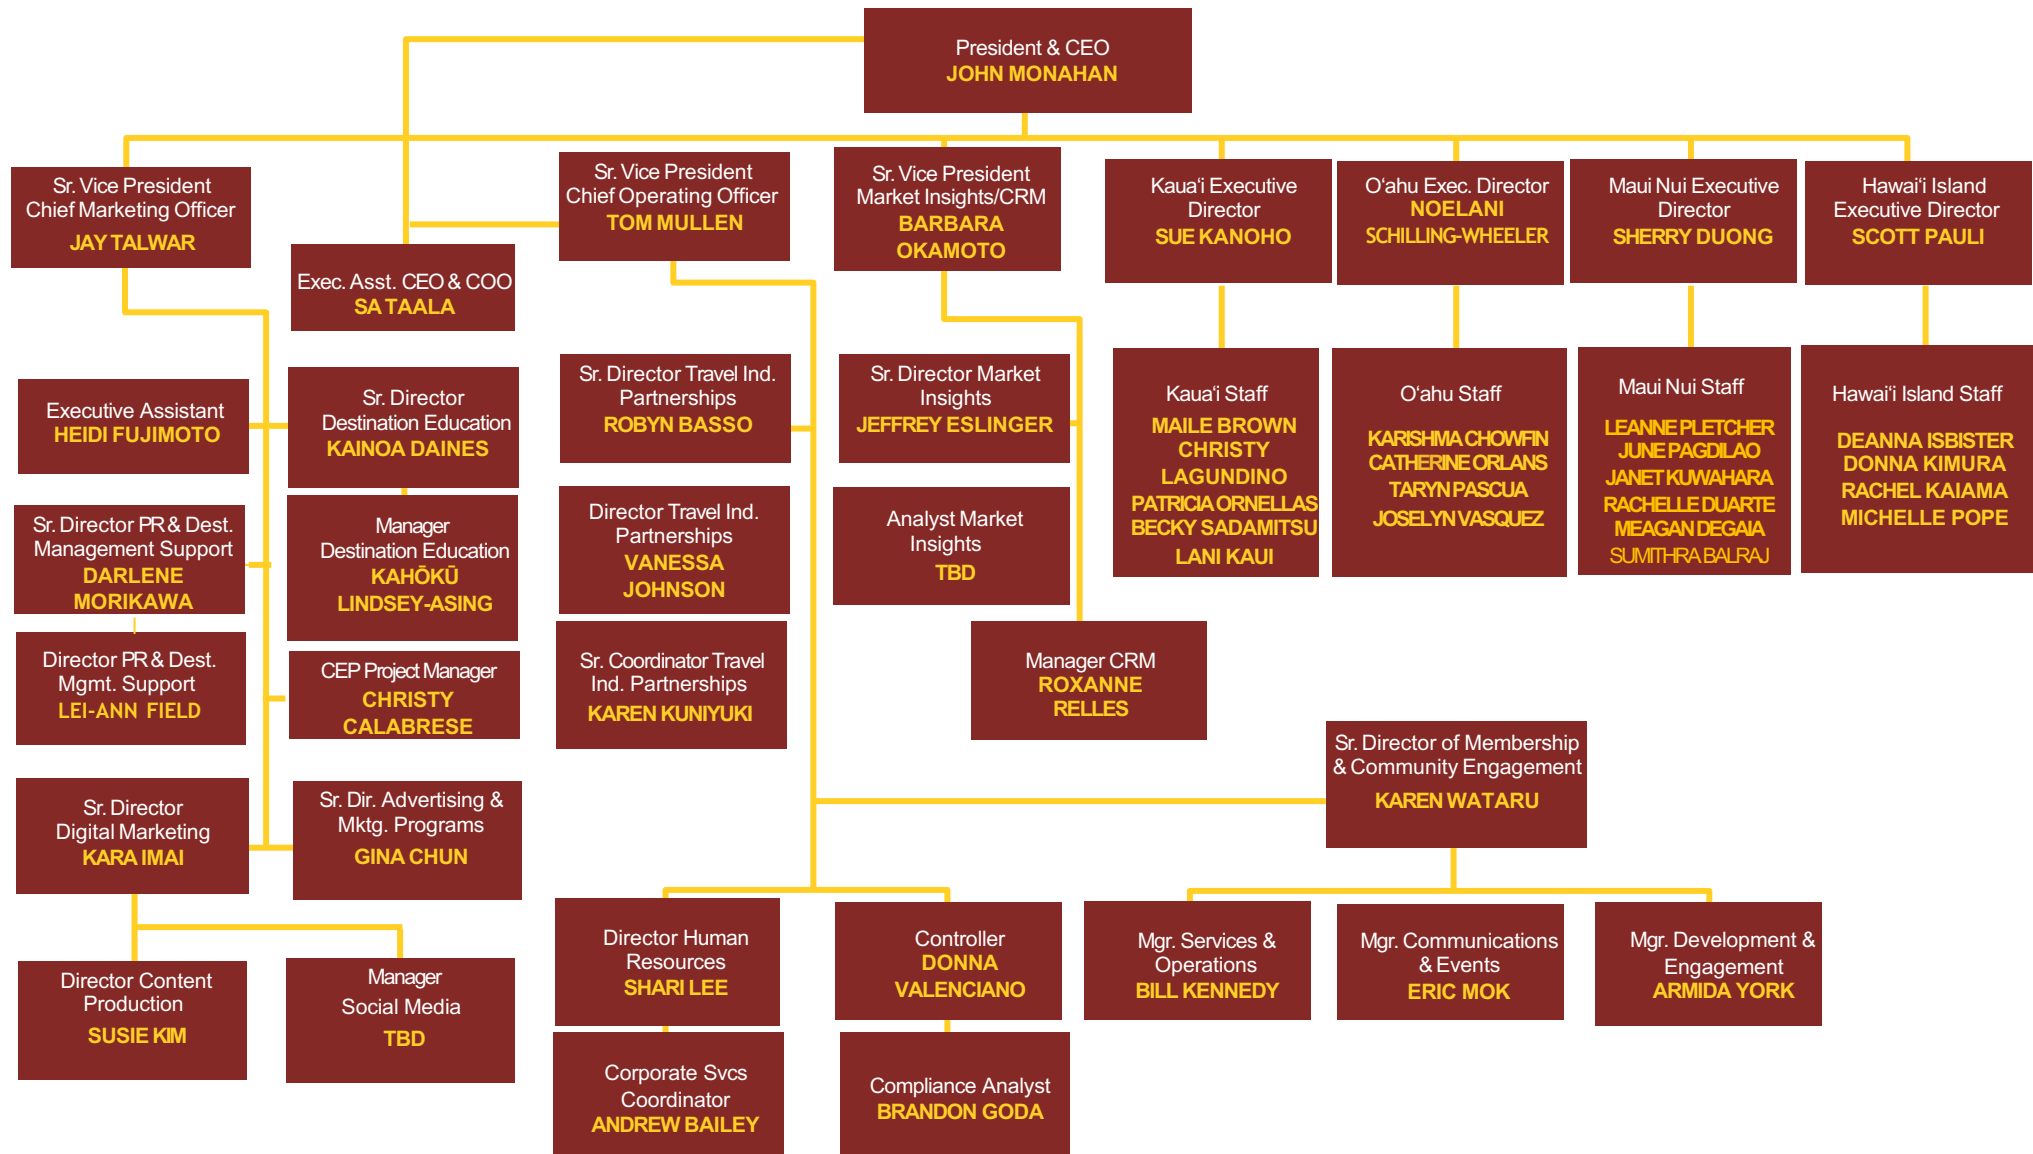 President & CEO
JOHN MONAHAN
Sr. Vice President
Chief Marketing Officer
JAY TALWAR
Sr. Vice President
Chief Operating Officer
TOM MULLEN
Sr. Vice President
Market Insights/CRM
BARBARA
OKAMOTO
Kauaʻi Executive
Director
SUE KANOHO
Oʻahu Exec. Director
NOELANI
SCHILLING-WHEELER
Maui Nui Executive
Director
SHERRY DUONG
Hawaiʻi Island
Executive Director
SCOTT PAULI
Exec. Asst. CEO & COO
SA TAALA
Executive Assistant
HEIDI FUJIMOTO
Sr. Director
Destination Education
KAINOA DAINES
Sr. Director Travel Ind.
Partnerships
ROBYN BASSO
Sr. Director Market
Insights
JEFFREY ESLINGER
Kauaʻi Staff
MAILE BROWN
CHRISTY
LAGUNDINO
PATRICIA ORNELLAS
BECKY SADAMITSU
LANI KAUI
Oʻahu Staff
KARISHMA CHOWFIN
CATHERINE ORLANS
TARYN PASCUA
JOSELYN VASQUEZ
Maui Nui Staff
LEANNE PLETCHER
JUNE PAGDILAO
JANET KUWAHARA
RACHELLE DUARTE
MEAGAN DEGAIA
SUMITHRA BALRAJ
Hawaiʻi Island Staff
DEANNA ISBISTER
DONNA KIMURA
RACHEL KAIAMA
MICHELLE POPE
Sr. Director PR & Dest.
Management Support
DARLENE
MORIKAWA
Manager
Destination Education
KAHŌKŪ
LINDSEY-ASING
Director Travel Ind.
Partnerships
VANESSA
JOHNSON
Analyst Market
Insights
TBD
Director PR & Dest.
Mgmt. Support
LEI-ANN FIELD
CEP Project Manager
CHRISTY
CALABRESE
Sr. Coordinator Travel
Ind. Partnerships
KAREN KUNIYUKI
Manager CRM
ROXANNE
RELLES
Sr. Director of Membership
& Community Engagement
KAREN WATARU
Sr. Director
Digital Marketing
KARA IMAI
Sr. Dir. Advertising &
Mktg. Programs
GINA CHUN
Director Human
Resources
SHARI LEE
Controller
DONNA
VALENCIANO
Mgr. Services &
Operations
BILL KENNEDY
Mgr. Communications
& Events
ERIC MOK
Mgr. Development &
Engagement
ARMIDA YORK
Director Content
Production
SUSIE KIM
Manager
Social Media
TBD
Corporate Svcs
Coordinator
ANDREW BAILEY
Compliance Analyst
BRANDON GODA